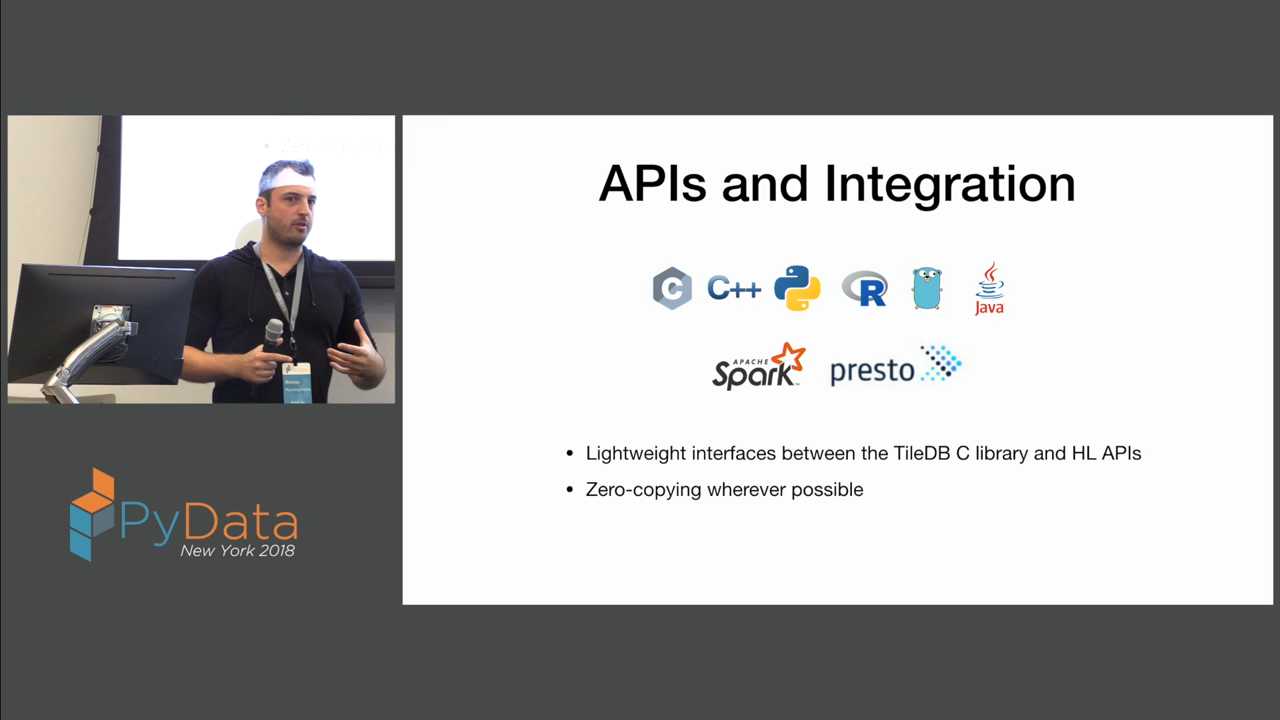 APIs and Integration
C
C++
R
Java
APACHE
Spark™
presto
• Lightweight interfaces between the TileDB C library and HL APIs
• Zero-copying wherever possible
PyData
New York 2018